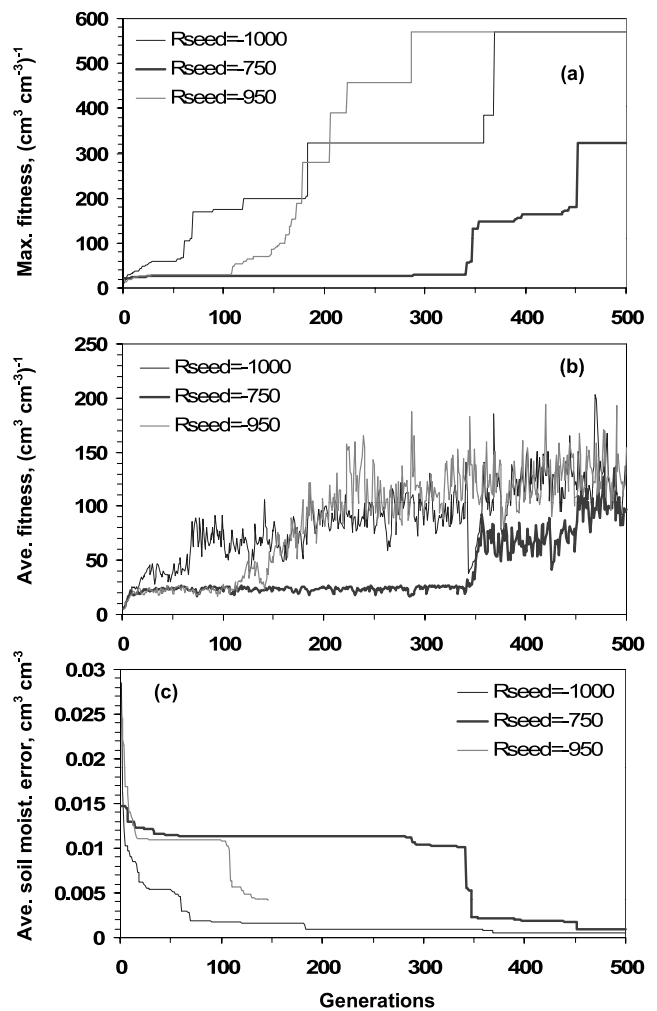 600
500
400
300
200
100
0
Max. fitness, (cm³ cm⁻³)⁻¹
Rseed=-1000
Rseed=-750
Rseed=-950
(a)
0 100 200 300 400 500
250
200
150
100
50
0
Ave. fitness, (cm³ cm⁻³)⁻¹
Rseed=-1000
Rseed=-750
Rseed=-950
(b)
0 100 200 300 400 500
0.03
0.025
0.02
0.015
0.01
0.005
0
Ave. soil moist. error, cm³ cm⁻³
(c)
Rseed=-1000
Rseed=-750
Rseed=-950
0 100 200 300 400 500
Generations